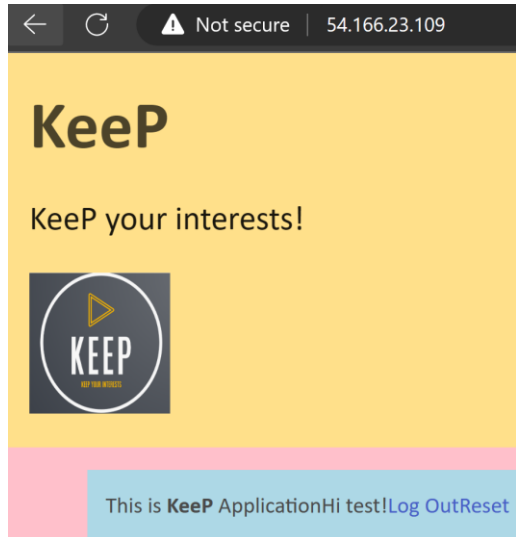 Not secure 54.166.23.109
KeeP
KeeP your interests!
KEEP
KEEP YOUR INTERESTS
This is KeeP ApplicationHi test!Log OutReset